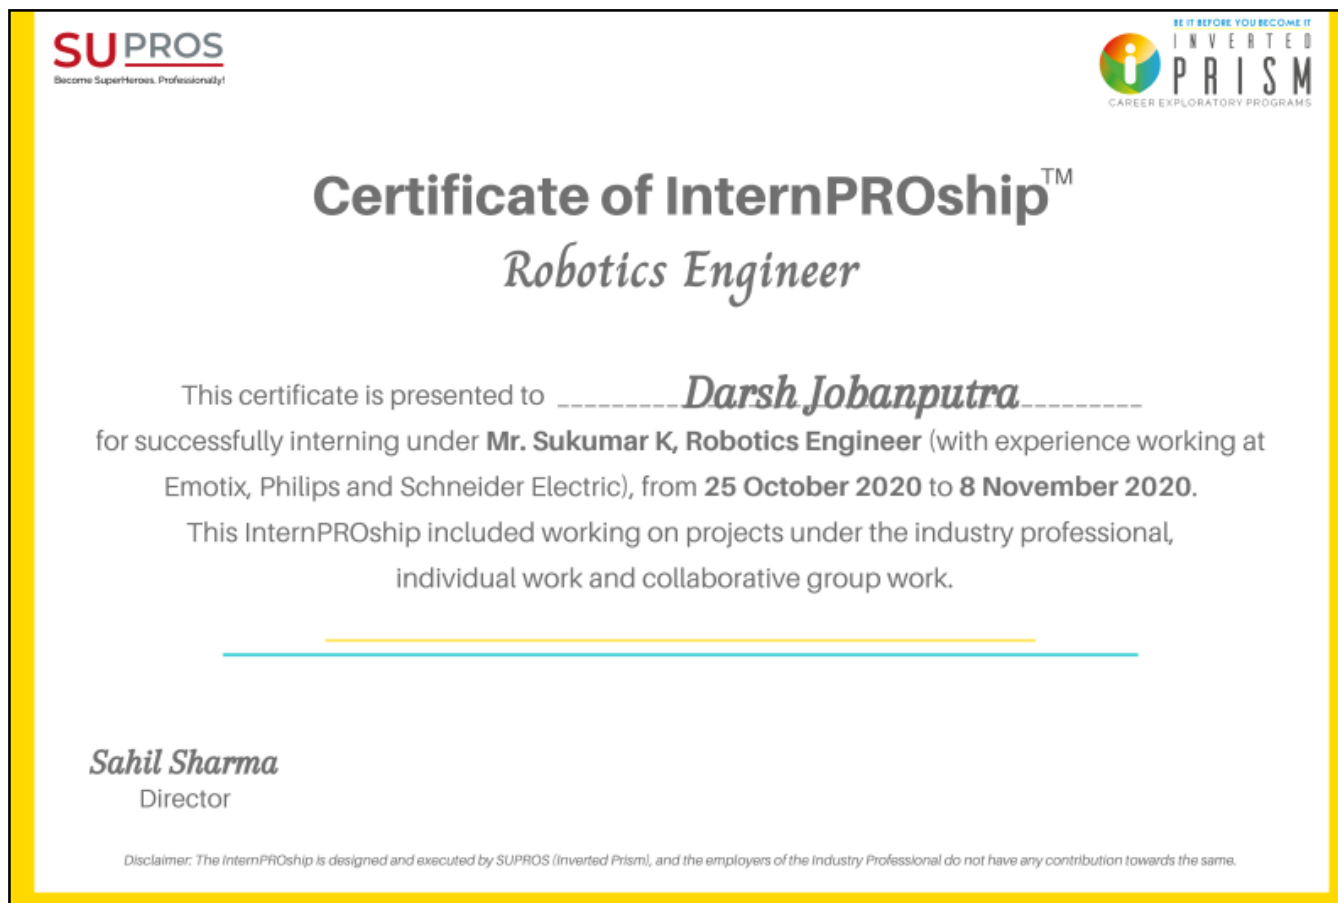 SUPROS
Become SuperHeroes, Professionally!
BE IT BEFORE YOU BECOME IT
INVERTED
PRISM
CAREER EXPLORATORY PROGRAMS
Certificate of InternPROship™
Robotics Engineer
This certificate is presented to _________Darsh Jobanputra_________
for successfully interning under Mr. Sukumar K, Robotics Engineer (with experience working at
Emotix, Philips and Schneider Electric), from 25 October 2020 to 8 November 2020.
This InternPROship included working on projects under the industry professional,
individual work and collaborative group work.
Sahil Sharma
Director
Disclaimer: The InternPROship is designed and executed by SUPROS (Inverted Prism), and the employers of the Industry Professional do not have any contribution towards the same.